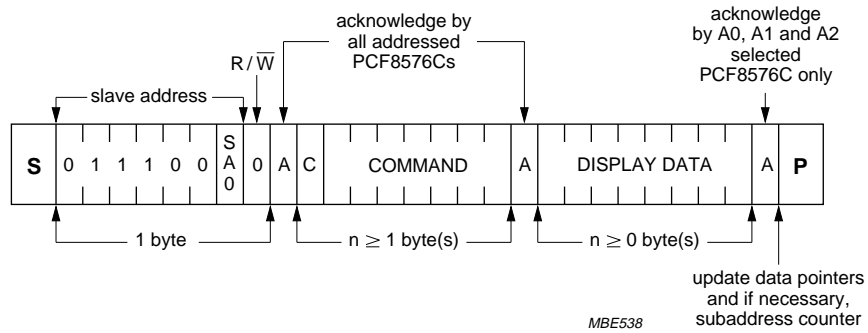 acknowledge by
all addressed
PCF8576Cs
acknowledge
by A0, A1 and A2
selected
PCF8576C only
R / W̅
slave address
S 0 1 1 1 0 0 S A 0 0 A C COMMAND A DISPLAY DATA A P
1 byte
n ≥ 1 byte(s)
n ≥ 0 byte(s)
update data pointers
and if necessary,
subaddress counter
MBE538